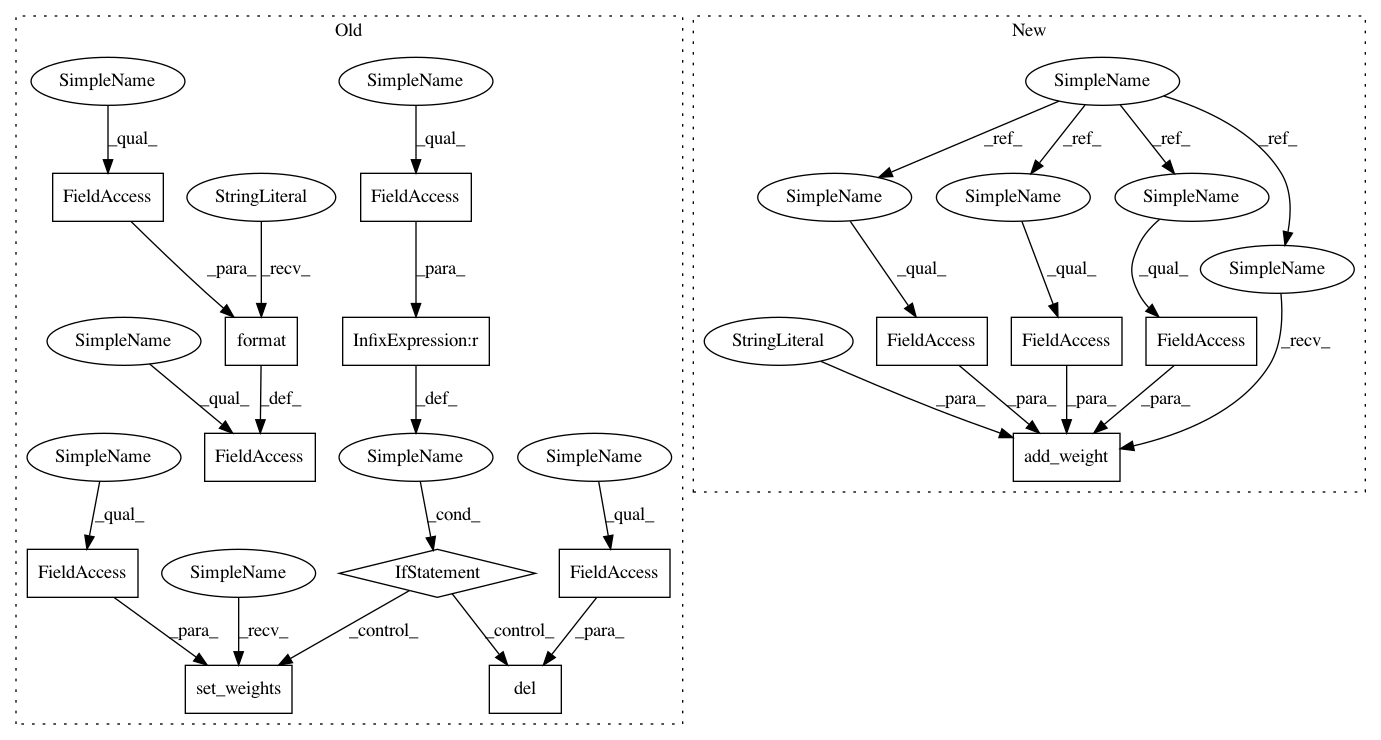 Old
New
SimpleName
SimpleName
SimpleName
_qual_
_qual_
_ref_
_ref_
_ref_
_ref_
FieldAccess
StringLiteral
FieldAccess
SimpleName
SimpleName
SimpleName
_para_
_recv_
_para_
_qual_
_qual_
_qual_
SimpleName
SimpleName
format
InfixExpression:r
StringLiteral
FieldAccess
FieldAccess
FieldAccess
_recv_
_qual_
_def_
_def_
_para_
_para_
_para_
_para_
SimpleName
FieldAccess
SimpleName
SimpleName
add_weight
_qual_
_cond_
_qual_
FieldAccess
SimpleName
IfStatement
FieldAccess
_para_
_recv_
_control_
_control_
_para_
set_weights
del